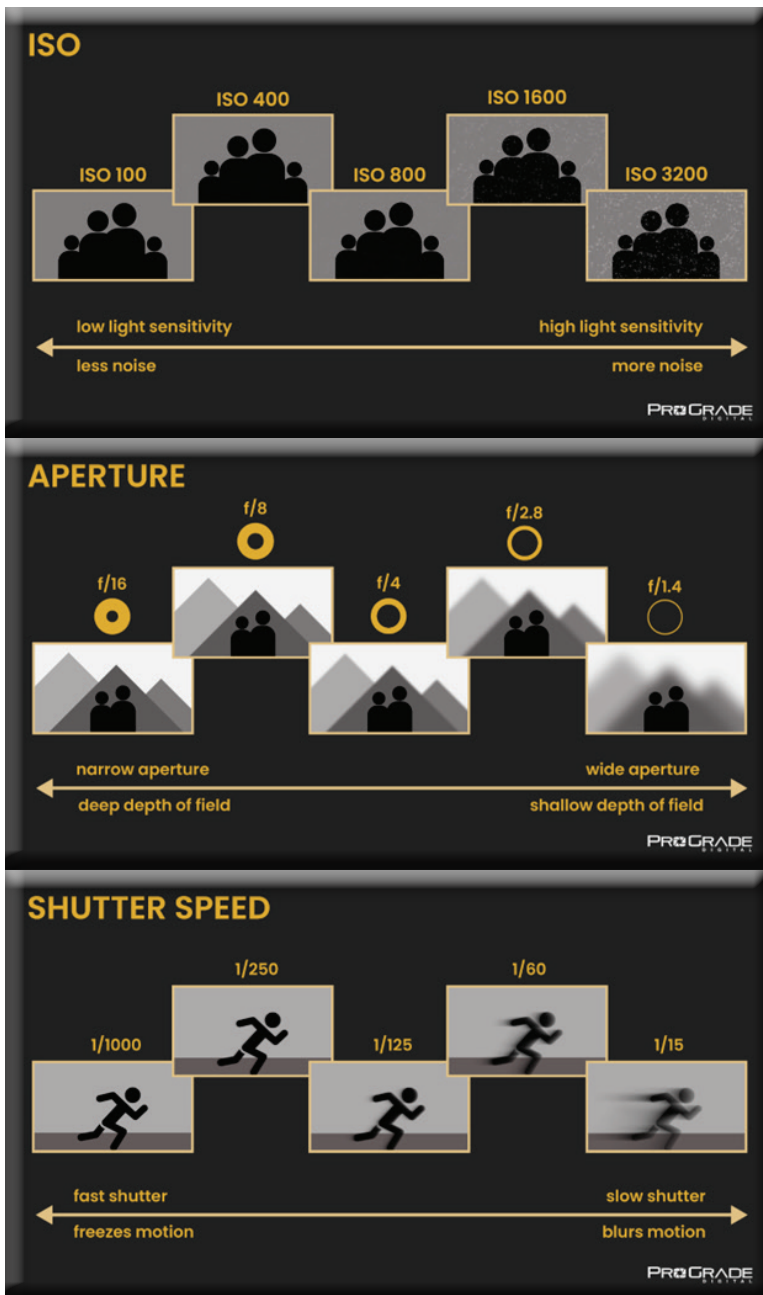 ISO
ISO 400
ISO 1600
ISO 100
ISO 800
ISO 3200
low light sensitivity
high light sensitivity
less noise
more noise
PROGRADE
DIGITAL
APERTURE
f/8
f/2.8
f/16
f/4
f/1.4
narrow aperture
wide aperture
deep depth of field
shallow depth of field
PROGRADE
DIGITAL
SHUTTER SPEED
1/250
1/60
1/1000
1/125
1/15
fast shutter
slow shutter
freezes motion
blurs motion
PROGRADE
DIGITAL